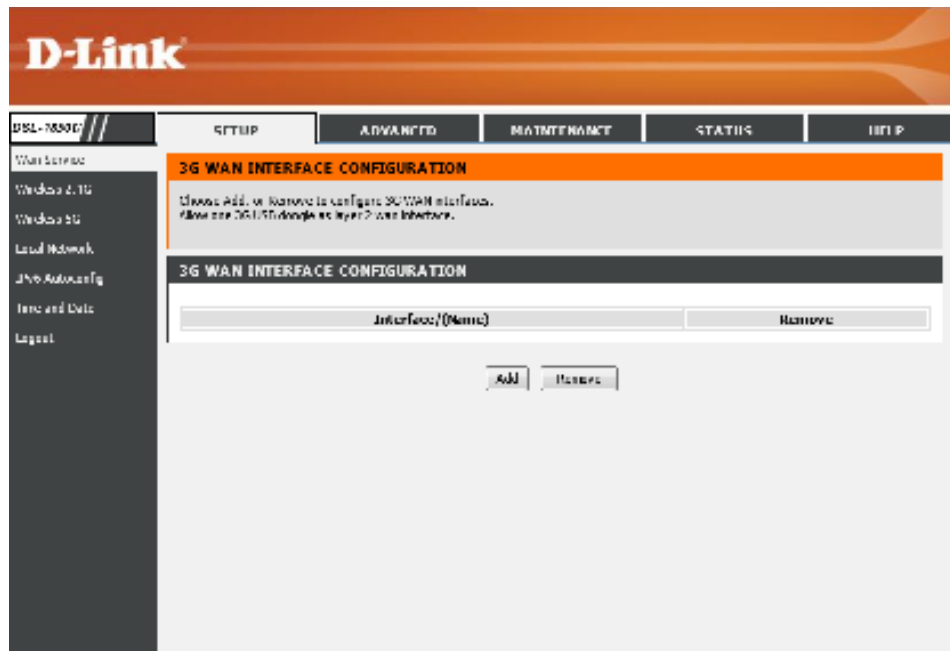 D-Link
SETUP ADVANCED MAINTENANCE STATUS HELP
Wan Service
Wireless 2.4G
Wireless 5G
Local Network
IPv6 Autoconfig
Time and Date
Logout
3G WAN INTERFACE CONFIGURATION
Choose Add, or Remove to configure 3G WAN interfaces.
Allow one 3G USB dongle as layer 2 wan interface.
3G WAN INTERFACE CONFIGURATION
Interface/(Name) Remove
Add Remove